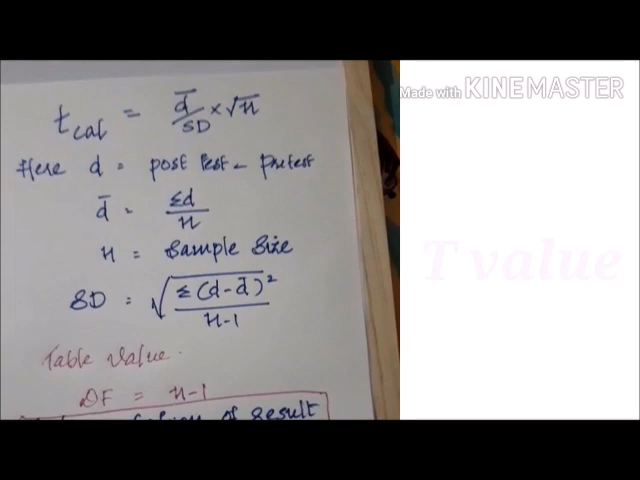 t cal = d̅/SD × √n
Here d = post test - pretest
d̅ = Σd/n
n = Sample Size
SD = √Σ(d-d̅)²/n-1
Table Value.
DF = n-1
of result
Made with KINEMASTER
T value